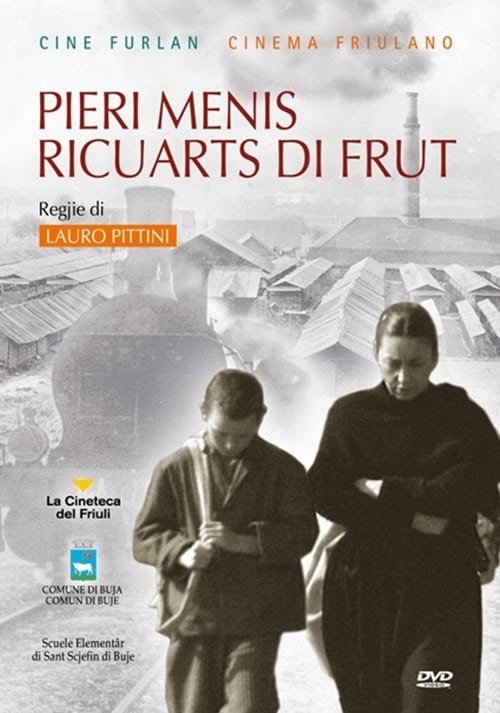 CINE FURLAN CINEMA FRIULANO
PIERI MENIS
RICUARTS DI FRUT
Regjie di
LAURO PITTINI
La Cineteca
del Friuli
COMUNE DI BUJA
COMUN DI BUJE
Scuele Elementâr
di Sant Scjefin di Buje
DVD
VIDEO